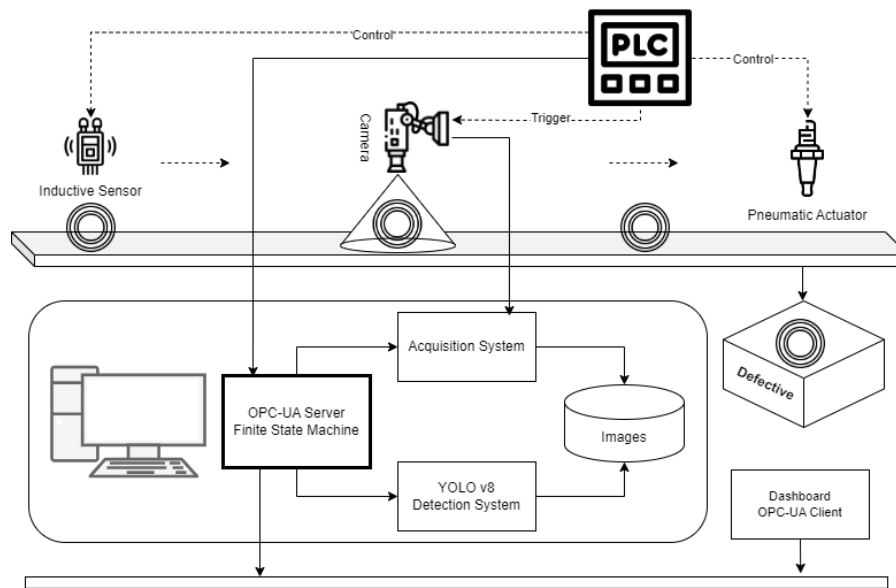 Control
PLC
Control
Trigger
Camera
Inductive Sensor
Pneumatic Actuator
Acquisition System
OPC-UA Server
Finite State Machine
Images
Defective
YOLO v8
Detection System
Dashboard
OPC-UA Client